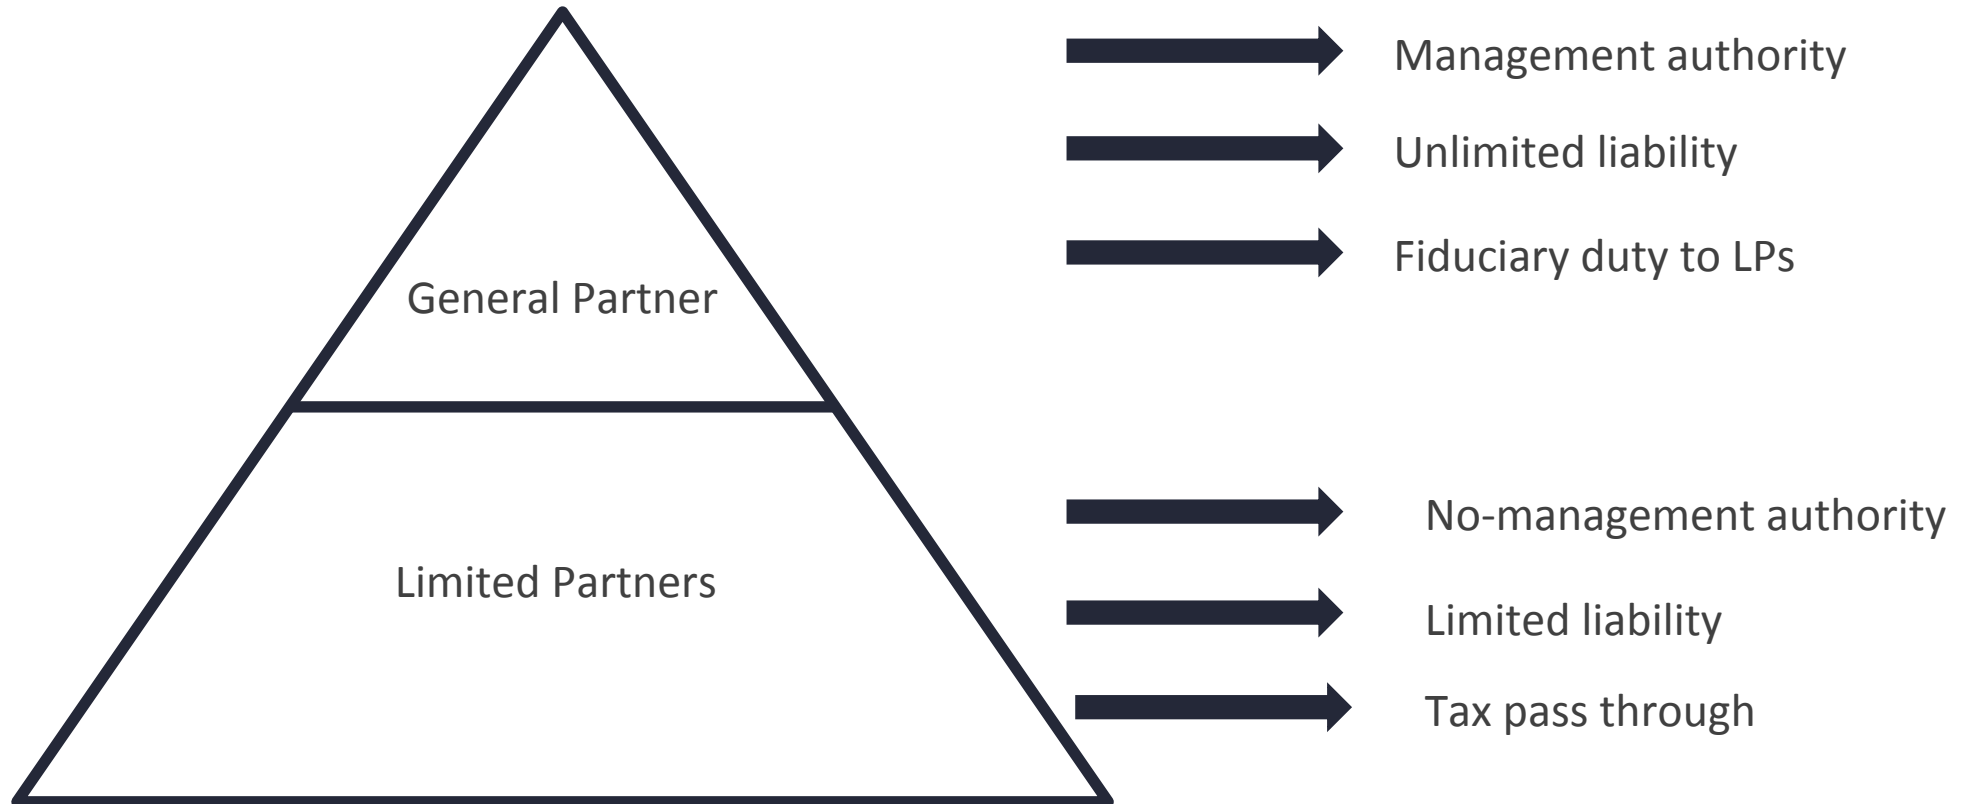 Management authority
Unlimited liability
Fiduciary duty to LPs
General Partner
No-management authority
Limited Partners
Limited liability
Tax pass through